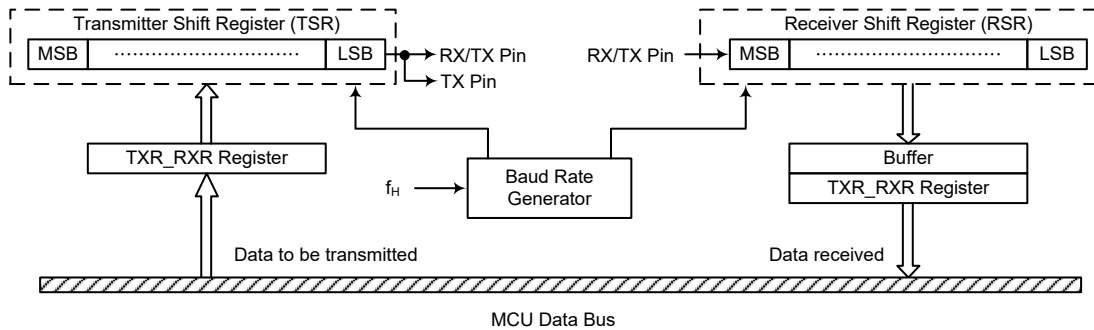 Transmitter Shift Register (TSR)
MSB ………………………… LSB
RX/TX Pin
TX Pin
Receiver Shift Register (RSR)
RX/TX Pin
MSB ………………………… LSB
TXR_RXR Register
Baud Rate
Generator
fH
Buffer
TXR_RXR Register
Data to be transmitted
Data received
MCU Data Bus